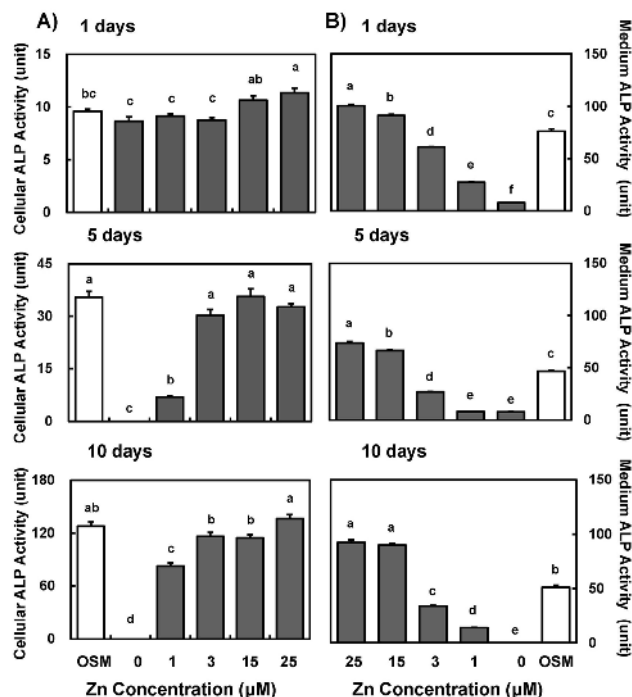 A)
1 days
B)
1 days
Cellular ALP Activity (unit)
15
10
5
0
bc
c
c
c
ab
a
a
b
d
e
f
c
150
100
50
0
Medium ALP Activity (unit)
5 days
5 days
Cellular ALP Activity (unit)
45
30
15
0
a
c
b
a
a
a
a
b
d
e
e
c
150
100
50
0
Medium ALP Activity (unit)
10 days
10 days
Cellular ALP Activity (unit)
180
120
60
0
ab
d
c
b
b
a
a
a
c
d
e
b
150
100
50
0
Medium ALP Activity (unit)
OSM 0 1 3 15 25
25 15 3 1 0 OSM
Zn Concentration (μM)
Zn Concentration (μM)